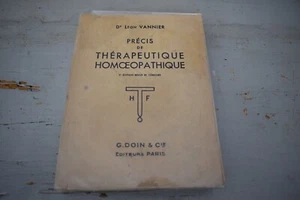 Dr Léon VANNIER
PRÉCIS
DE
THÉRAPEUTIQUE
HOMŒOPATHIQUE
H F
G. DOIN & Cie
Éditeurs PARIS